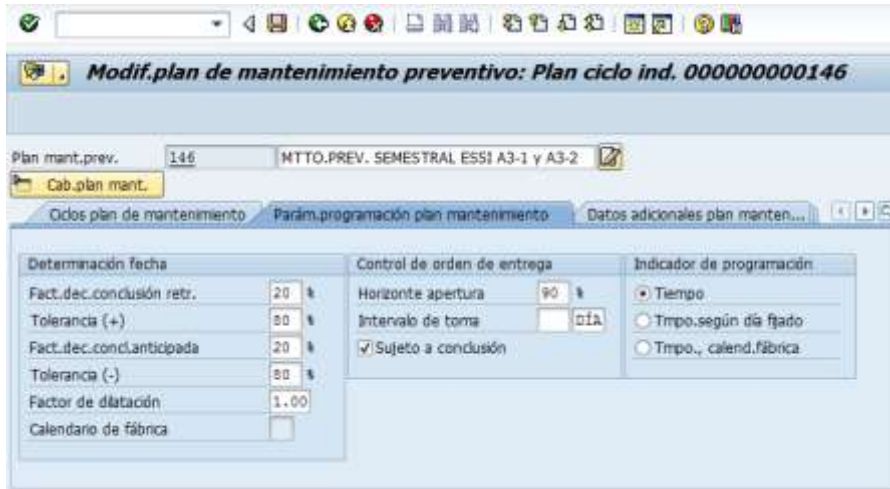 Modif.plan de mantenimiento preventivo: Plan ciclo ind. 000000000146
Plan mant.prev. 146 MTTO.PREV. SEMESTRAL ESSI A3-1 y A3-2
Cab.plan mant.
Ciclos plan de mantenimiento Parám.programación plan mantenimiento Datos adicionales plan manten...
Determinación fecha
Fact.dec.conclusión retr. 20 %
Tolerancia (+) 80 %
Fact.dec.concl.anticipada 20 %
Tolerancia (-) 80 %
Factor de dilatación 1.00
Calendario de fábrica
Control de orden de entrega
Horizonte apertura 90 %
Intervalo de toma DÍA
Sujeto a conclusión
Indicador de programación
Tiempo
Tmpo.según día fijado
Tmpo., calend.fábrica